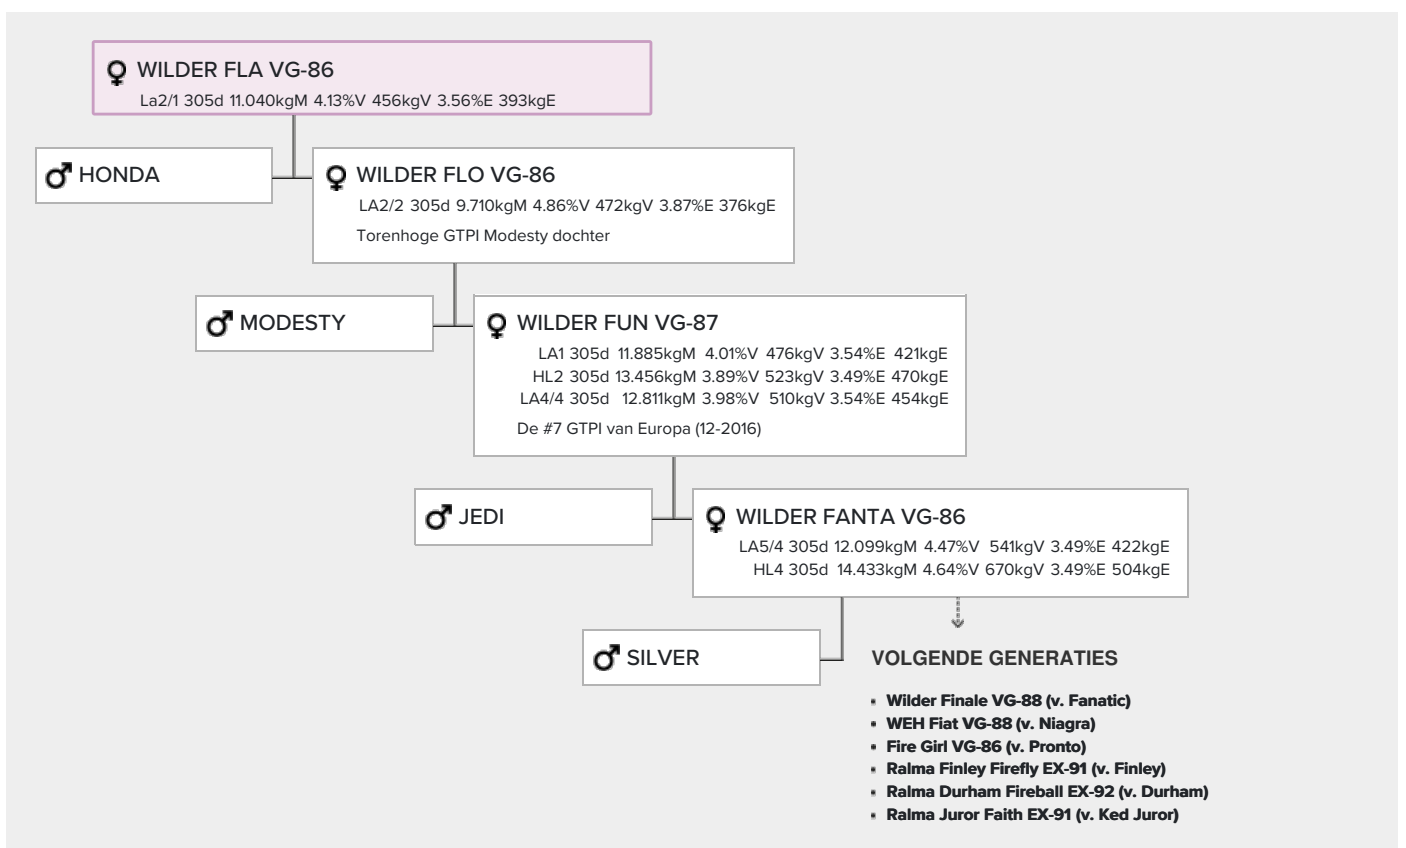 WILDER FLA VG-86
La2/1 305d 11.040kgM 4.13%V 456kgV 3.56%E 393kgE
HONDA
WILDER FLO VG-86
LA2/2 305d 9.710kgM 4.86%V 472kgV 3.87%E 376kgE
Torenhoge GTPI Modesty dochter
MODESTY
WILDER FUN VG-87
LA1 305d 11.885kgM 4.01%V 476kgV 3.54%E 421kgE
HL2 305d 13.456kgM 3.89%V 523kgV 3.49%E 470kgE
LA4/4 305d 12.811kgM 3.98%V 510kgV 3.54%E 454kgE
De #7 GTPI van Europa (12-2016)
JEDI
WILDER FANTA VG-86
LA5/4 305d 12.099kgM 4.47%V 541kgV 3.49%E 422kgE
HL4 305d 14.433kgM 4.64%V 670kgV 3.49%E 504kgE
SILVER
VOLGENDE GENERATIES
▪ Wilder Finale VG-88 (v. Fanatic)
▪ WEH Fiat VG-88 (v. Niagra)
▪ Fire Girl VG-86 (v. Pronto)
▪ Ralma Finley Firefly EX-91 (v. Finley)
▪ Ralma Durham Fireball EX-92 (v. Durham)
▪ Ralma Juror Faith EX-91 (v. Ked Juror)